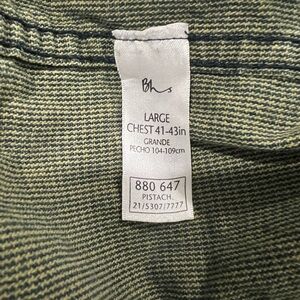 Bhs
LARGE
CHEST 41-43in
GRANDE
PECHO 104-109cm
880 647
PISTACH.
21/5307/7777